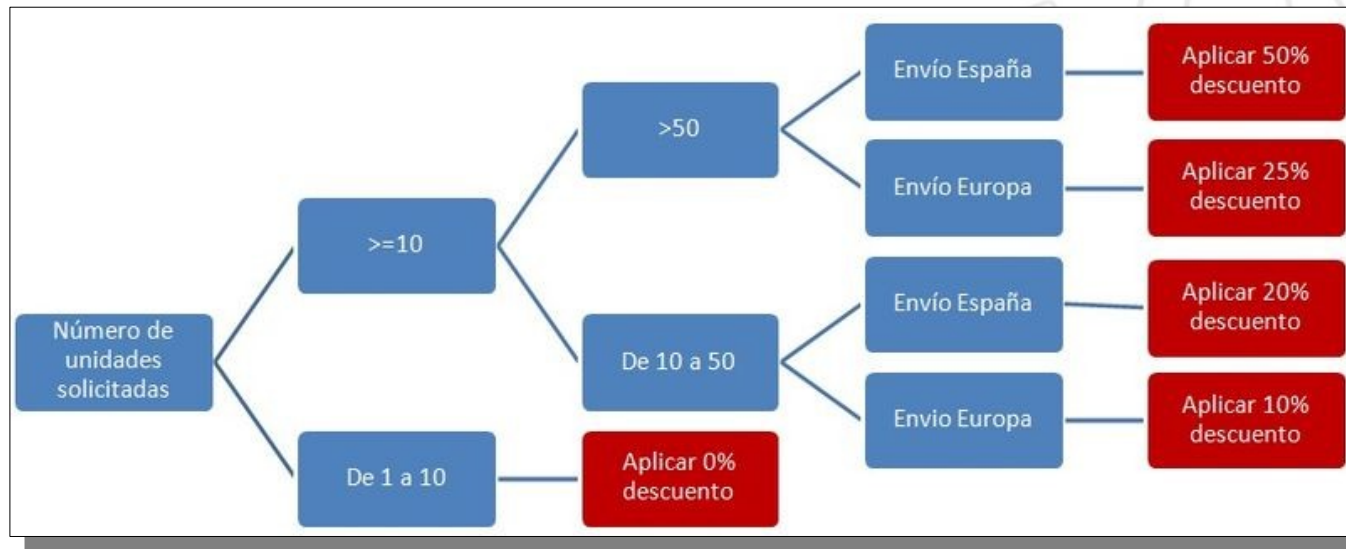 Número de
unidades
solicitadas
>=10
De 1 a 10
>50
De 10 a 50
Aplicar 0%
descuento
Envío España
Envío Europa
Envío España
Envio Europa
Aplicar 50%
descuento
Aplicar 25%
descuento
Aplicar 20%
descuento
Aplicar 10%
descuento